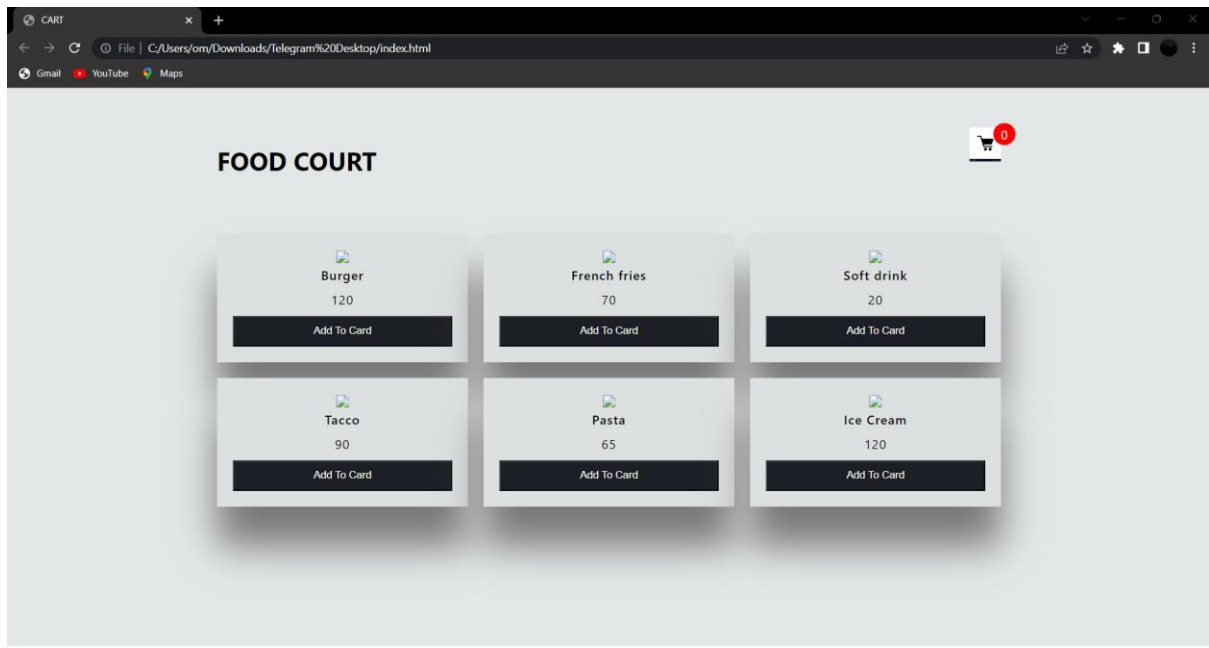 CART
File | C:/Users/om/Downloads/Telegram%20Desktop/index.html
Gmail YouTube Maps
0
FOOD COURT
Burger French fries Soft drink
120 70 20
Add To Card Add To Card Add To Card
Tacco Pasta Ice Cream
90 65 120
Add To Card Add To Card Add To Card